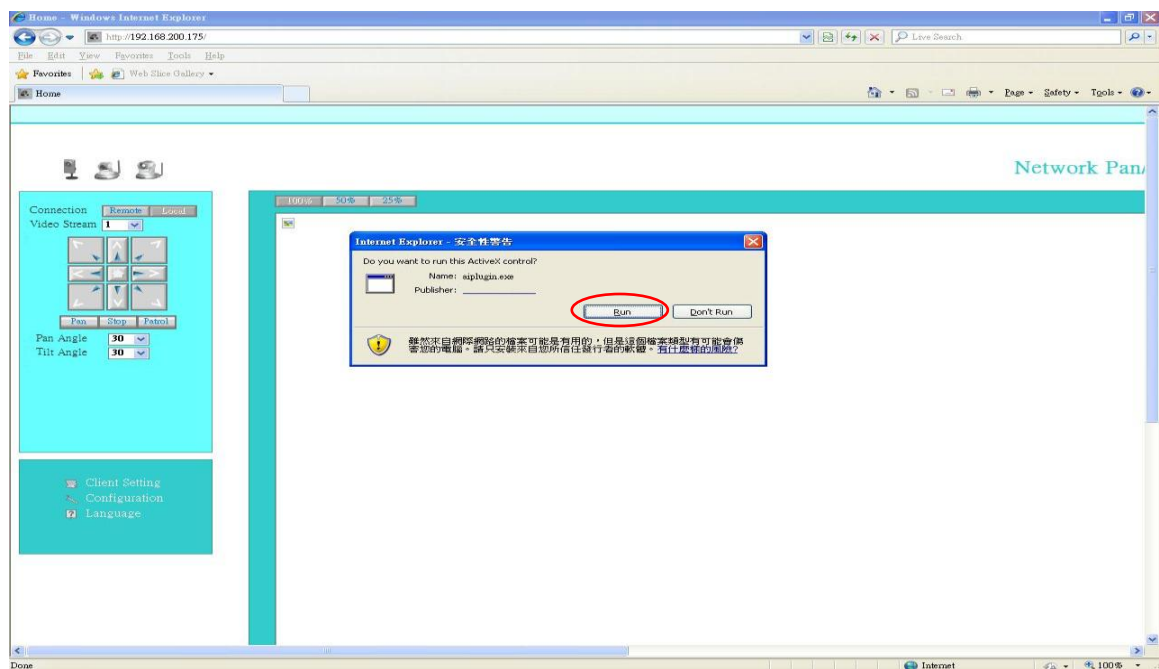 Home - Windows Internet Explorer
http://192.168.200.175/
Live Search
File Edit View Favorites Tools Help
Favorites Web Slice Gallery
Home
Page Safety Tools
Network Pan/
Connection Remote Local
Video Stream 1
100% 50% 25%
Internet Explorer - 安全性警告
Do you want to run this ActiveX control?
Name: aiplugin.exe
Publisher:
Run Don't Run
雖然來自網際網路的檔案可能是有用的,但是這個檔案類型有可能會傷
害您的電腦。請只安裝來自您所信任發行者的軟體。有什麼樣的風險?
Pan Stop Patrol
Pan Angle 30
Tilt Angle 30
Client Setting
Configuration
Language
Done
Internet
100%